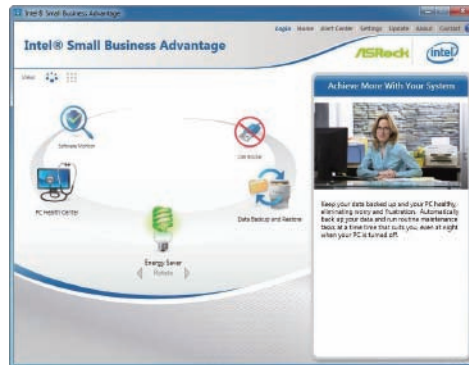 Intel® Small Business Advantage
Login Home Alert Center Settings Update About Contact
Intel® Small Business Advantage
ASRock
intel
View
Achieve More With Your System
Software Monitor
USB Blocker
PC Health Center
Data Backup and Restore
Energy Saver
Rotate
Keep your data backed up and your PC healthy,
eliminating worry and frustration. Automatically
back up your data and run routine maintenance
tasks at a time that suits you, even at night
when your PC is turned off.